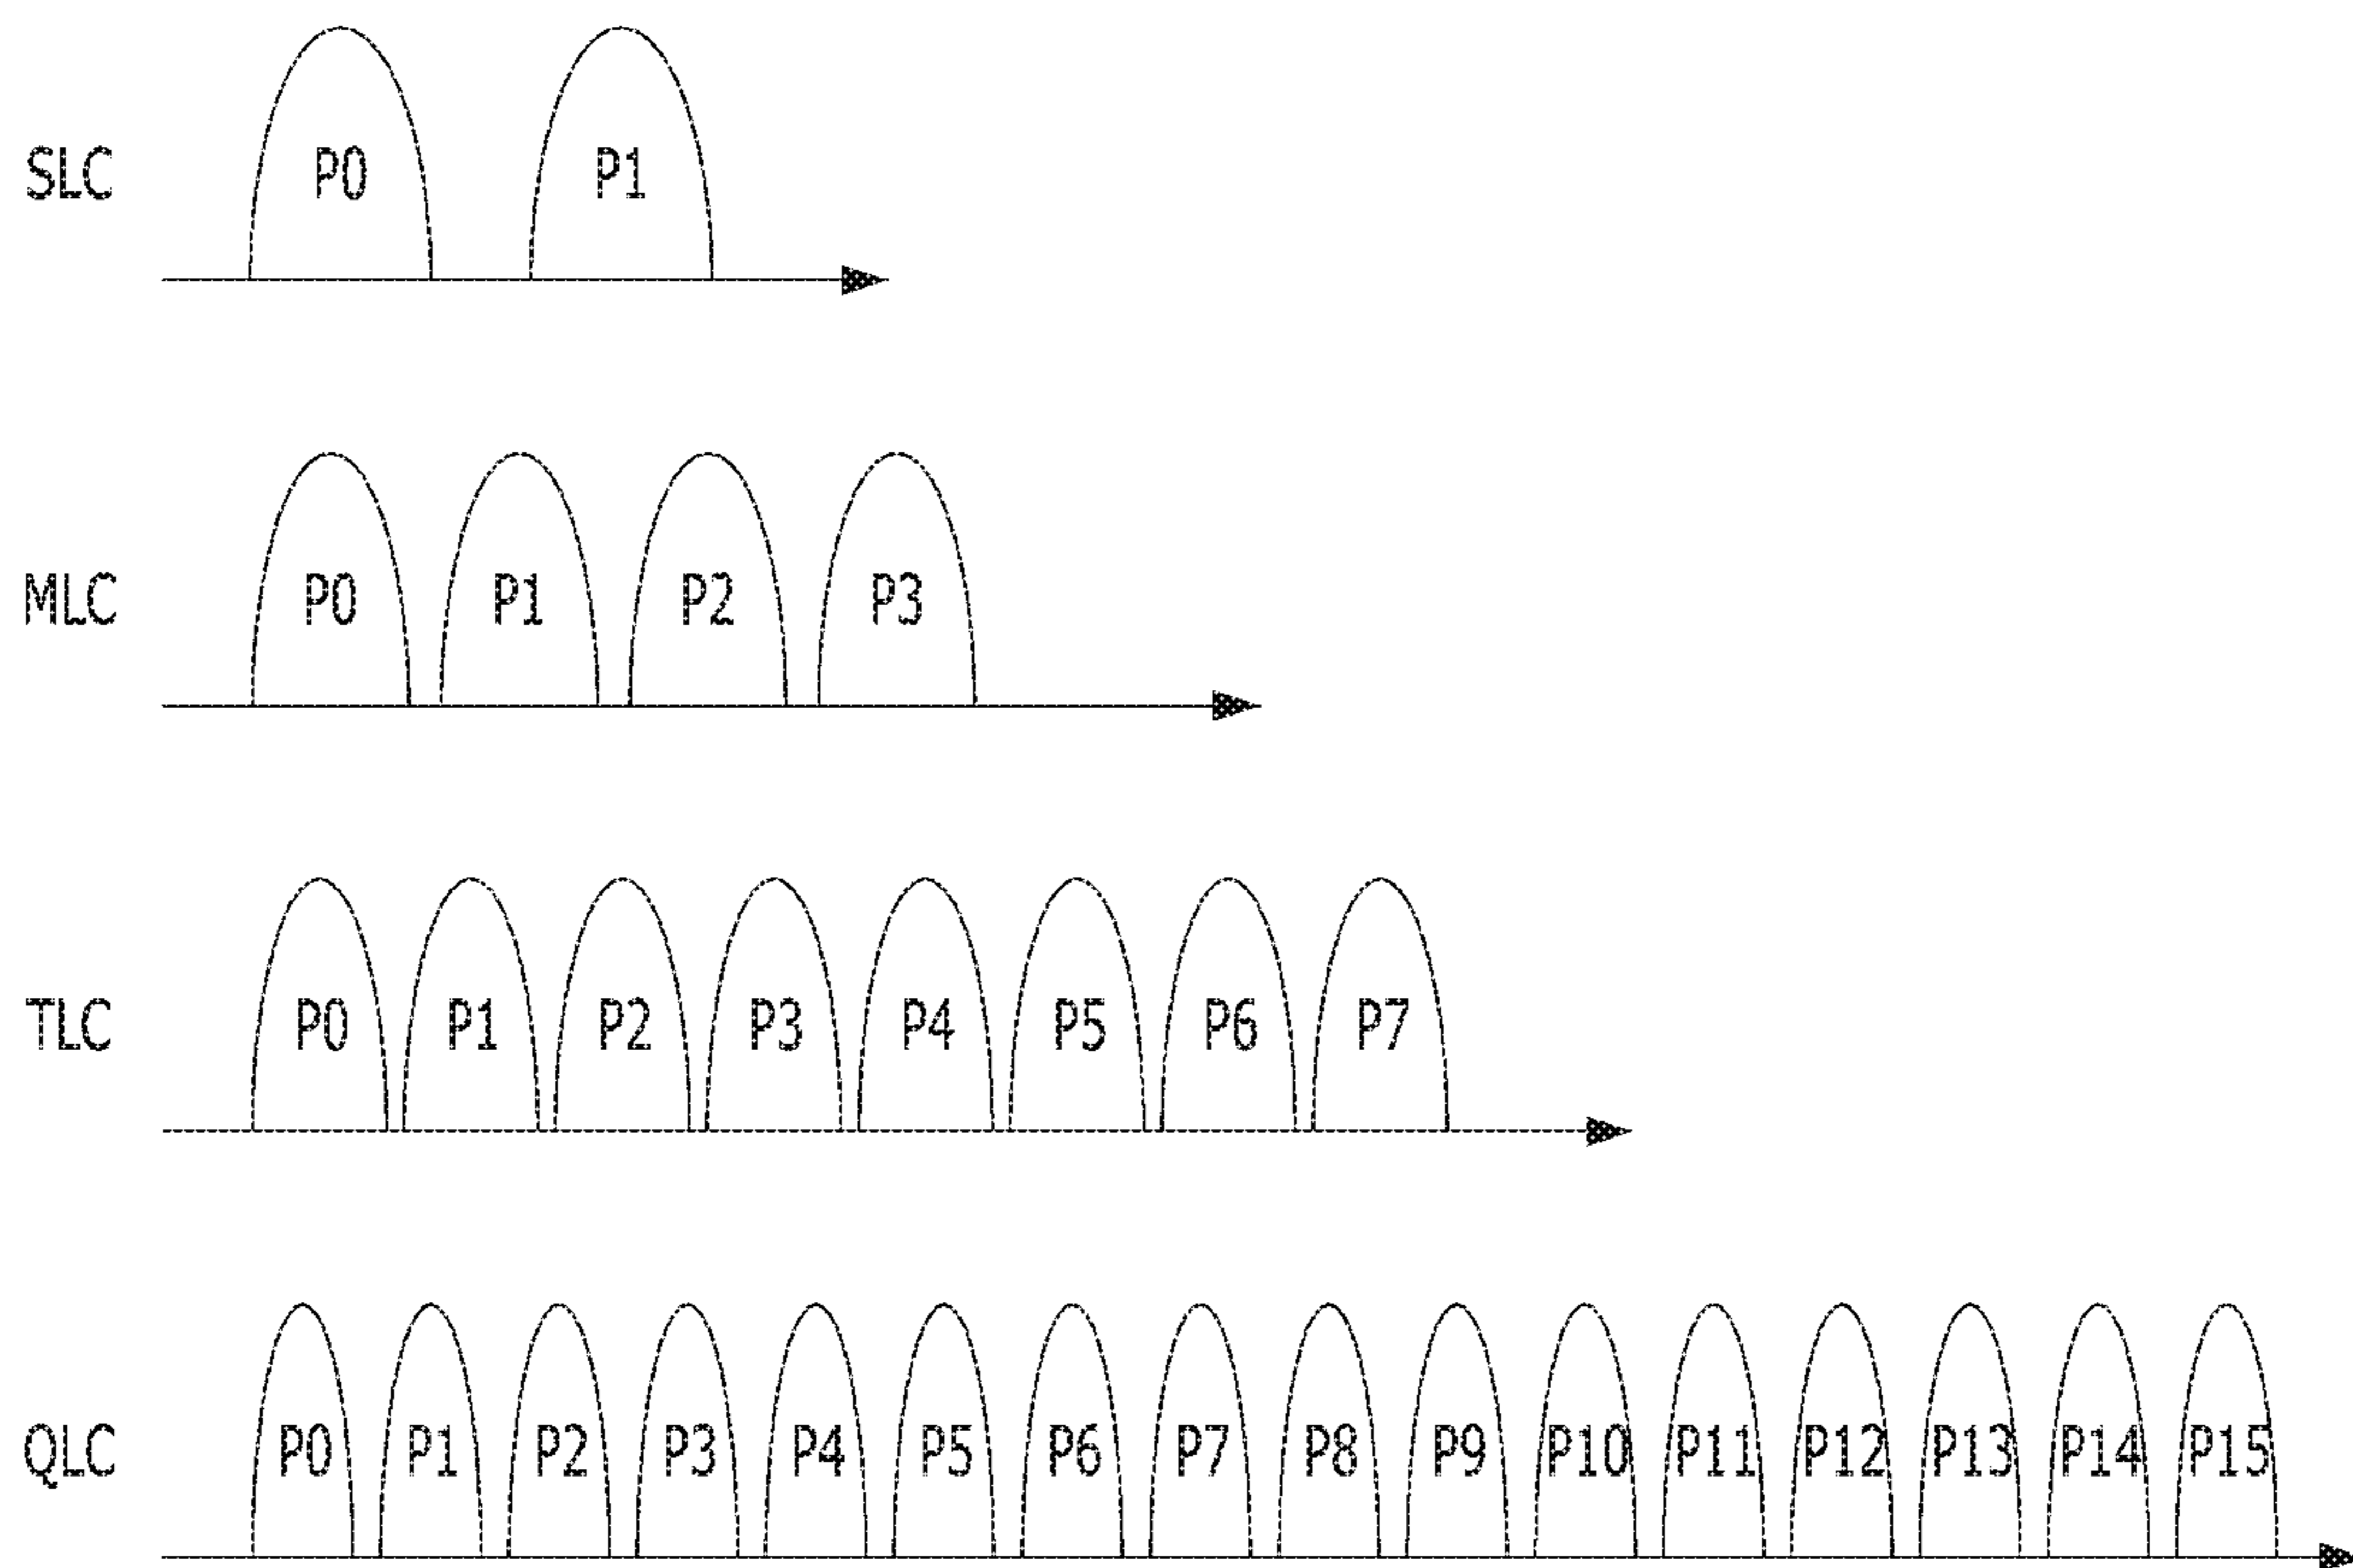 SLC P0 P1
MLC P0 P1 P2 P3
TLC P0 P1 P2 P3 P4 P5 P6 P7
QLC P0 P1 P2 P3 P4 P5 P6 P7 P8 P9 P10 P11 P12 P13 P14 P15